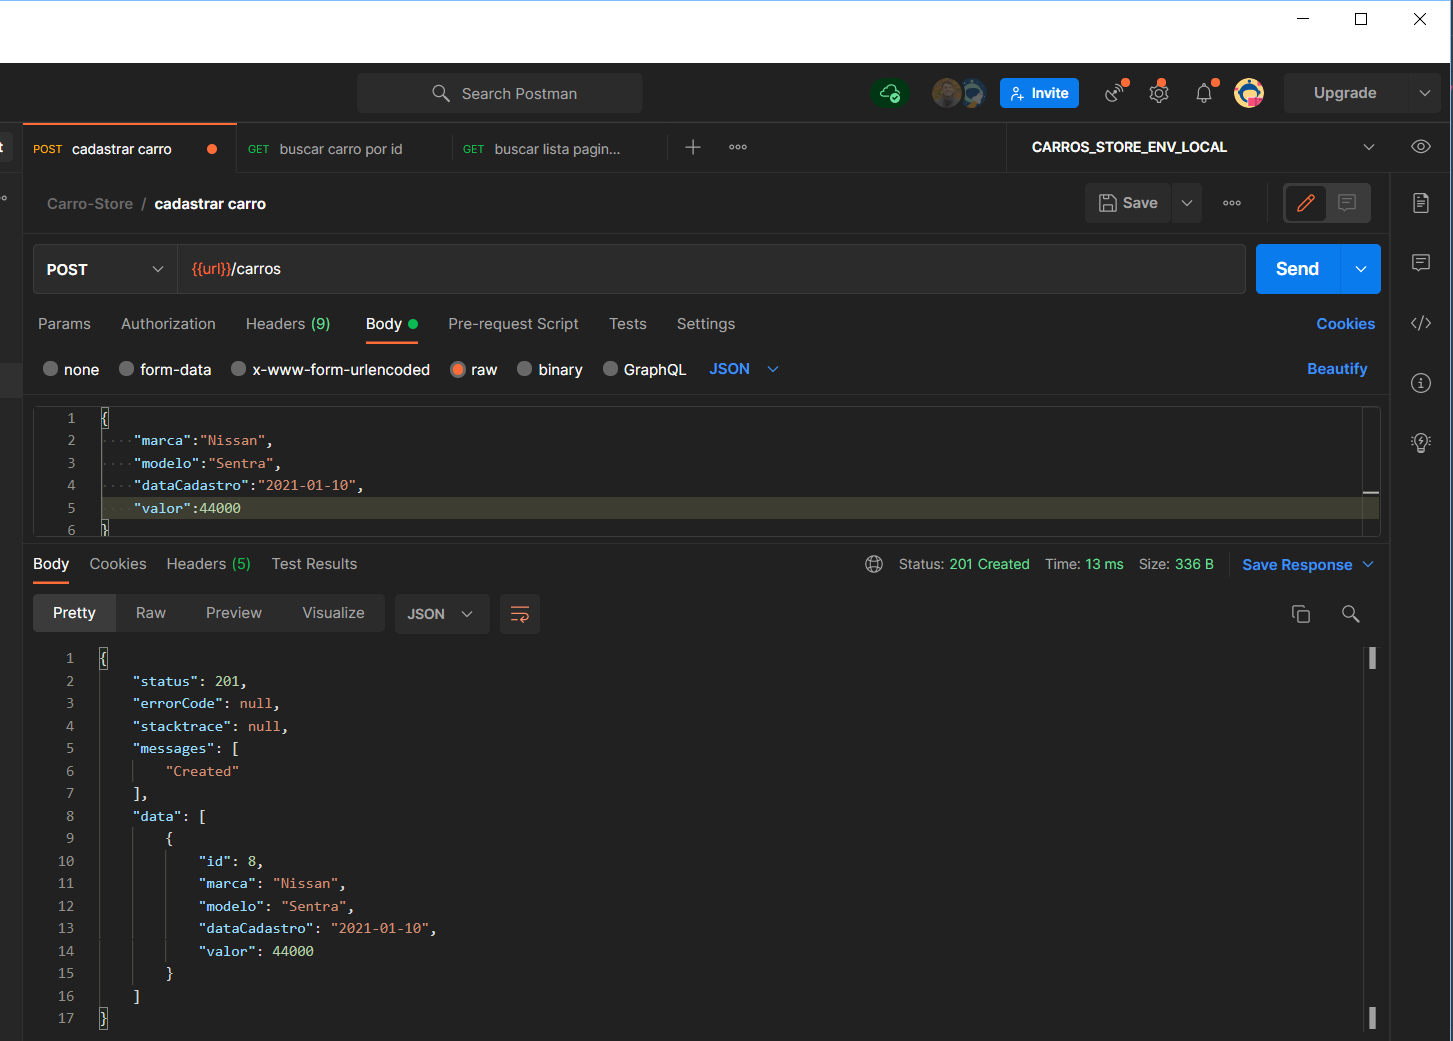 Search Postman
Invite
Upgrade
t
POST cadastrar carro
GET buscar carro por id
GET buscar lista pagin...
CARROS_STORE_ENV_LOCAL
Carro-Store / cadastrar carro
Save
POST
{{url}}/carros
Send
Params Authorization Headers (9) Body Pre-request Script Tests Settings Cookies
none form-data x-www-form-urlencoded raw binary GraphQL JSON Beautify
1 {
2 "marca":"Nissan",
3 "modelo":"Sentra",
4 "dataCadastro":"2021-01-10",
5 "valor":44000
6 }
Body Cookies Headers (5) Test Results Status: 201 Created Time: 13 ms Size: 336 B Save Response
Pretty Raw Preview Visualize JSON
1 {
2 "status": 201,
3 "errorCode": null,
4 "stacktrace": null,
5 "messages": [
6 "Created"
7 ],
8 "data": [
9 {
10 "id": 8,
11 "marca": "Nissan",
12 "modelo": "Sentra",
13 "dataCadastro": "2021-01-10",
14 "valor": 44000
15 }
16 ]
17 }